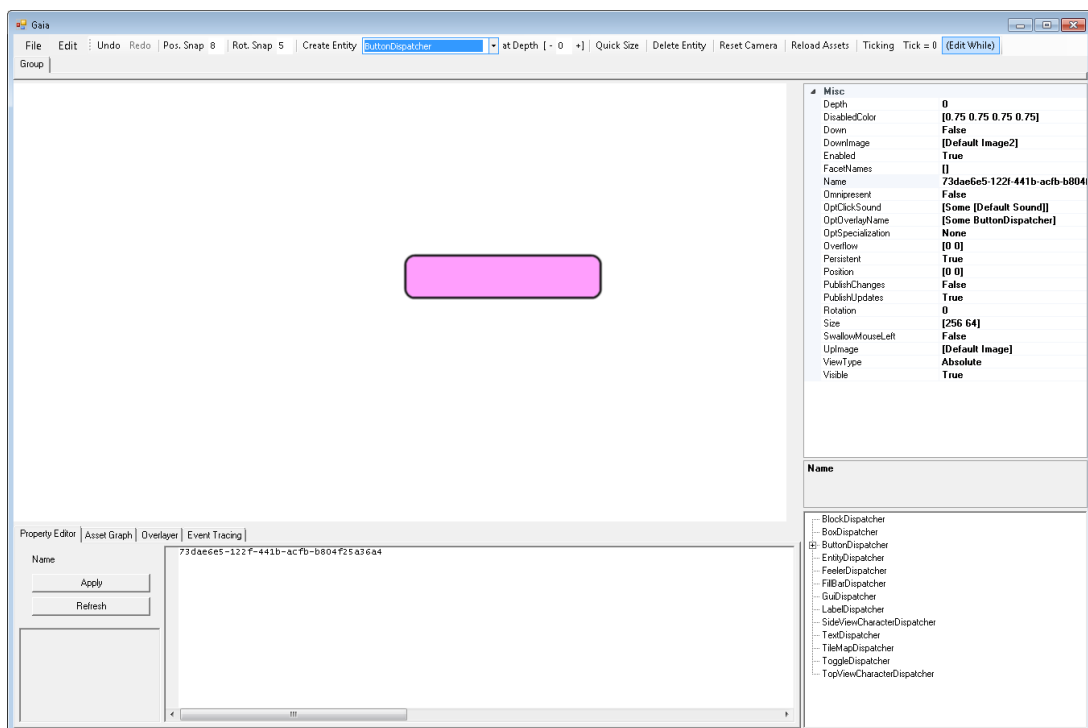 Gaia
File Edit Undo Redo Pos. Snap 8 Rot. Snap 5 Create Entity ButtonDispatcher at Depth [ - 0 +] Quick Size Delete Entity Reset Camera Reload Assets Ticking Tick = 0 (Edit While)
Group
Misc
Depth 0
DisabledColor [0.75 0.75 0.75 0.75]
Down False
DownImage [Default Image2]
Enabled True
FacetNames []
Name 73dae6e5-122f-441b-acfb-b804f
Omnipresent False
OptClickSound [Some [Default Sound]]
OptOverlayName [Some ButtonDispatcher]
OptSpecialization None
Overflow [0 0]
Persistent True
Position [0 0]
PublishChanges False
PublishUpdates True
Rotation 0
Size [256 64]
SwallowMouseLeft False
UpImage [Default Image]
ViewType Absolute
Visible True
Name
Property Editor Asset Graph Overlayer Event Tracing
Name
Apply
Refresh
73dae6e5-122f-441b-acfb-b804f25a36a4
BlockDispatcher
BoxDispatcher
ButtonDispatcher
EntityDispatcher
FeelerDispatcher
FillBarDispatcher
GuiDispatcher
LabelDispatcher
SideViewCharacterDispatcher
TextDispatcher
TileMapDispatcher
ToggleDispatcher
TopViewCharacterDispatcher